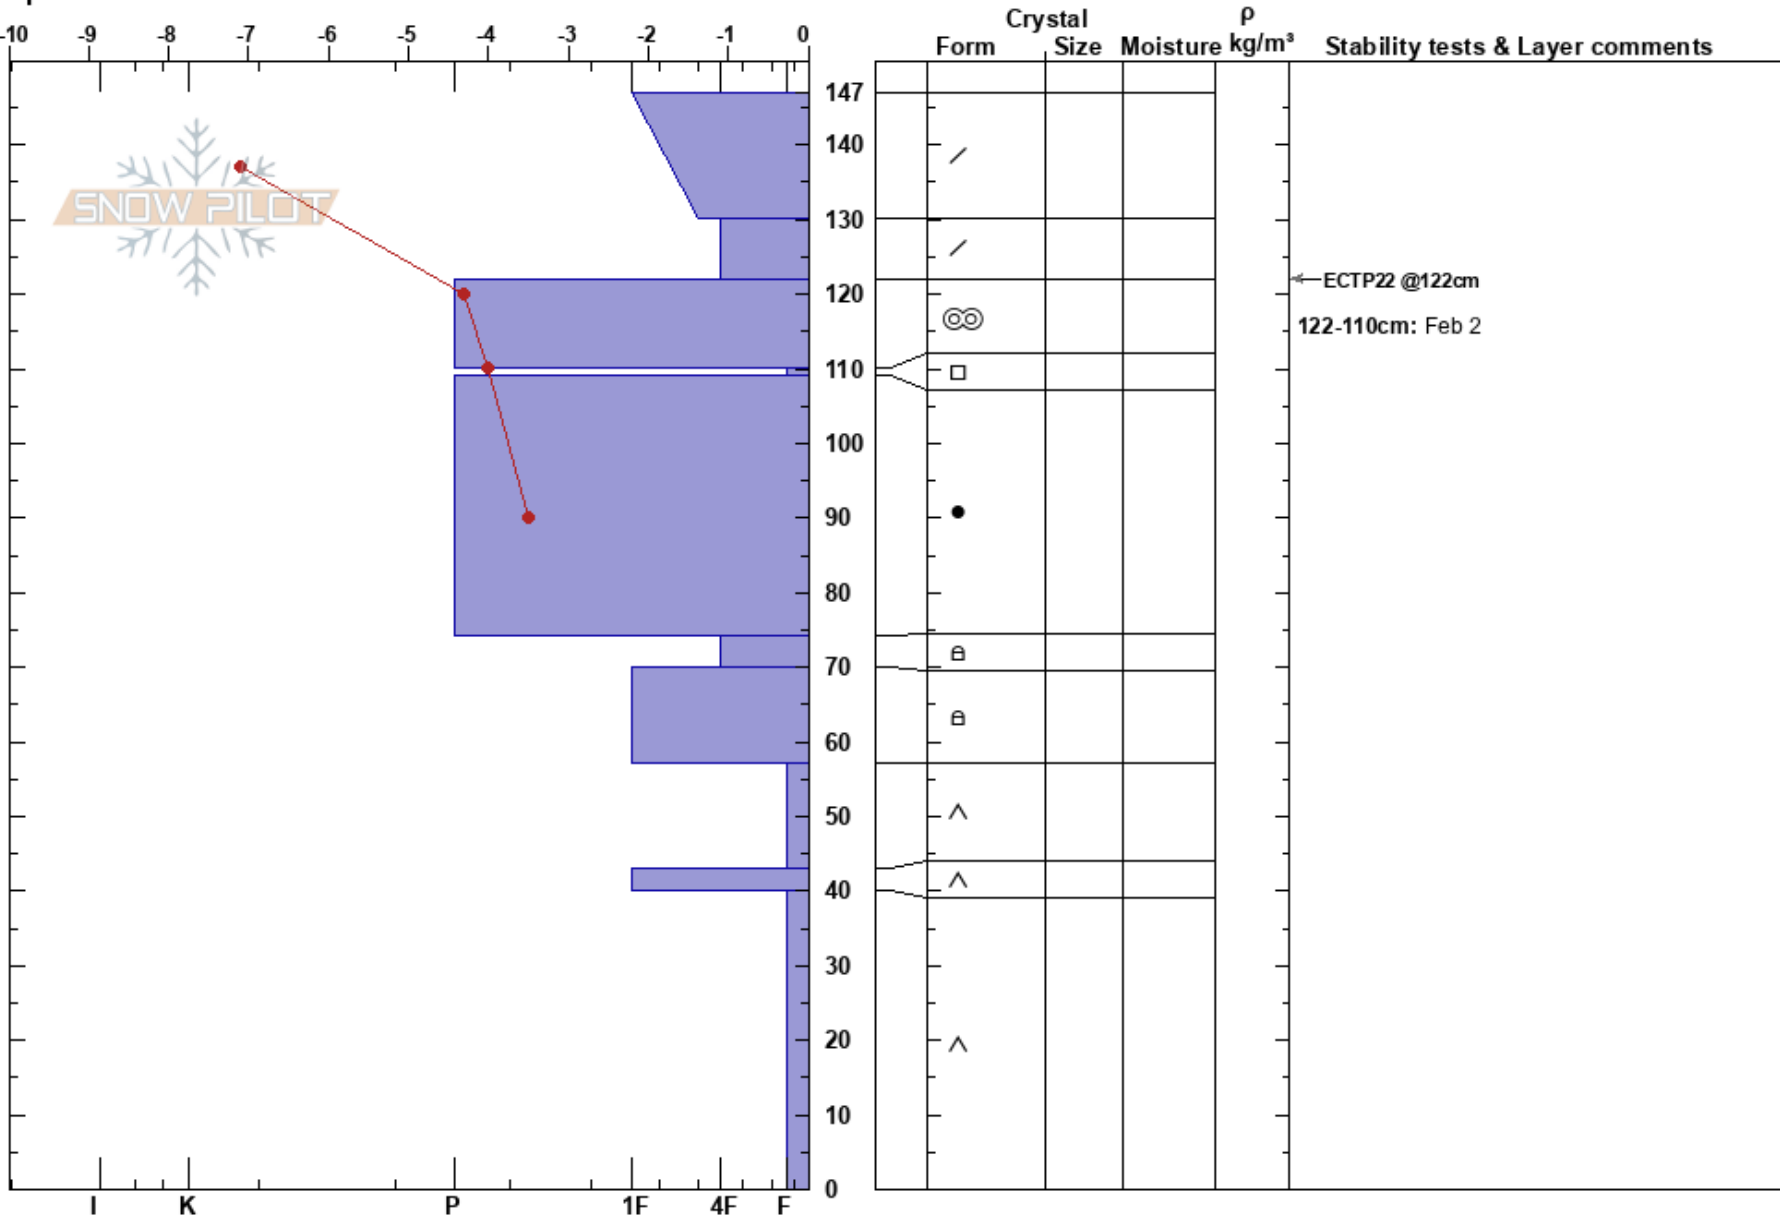 Crystal ρ
-10 -9 -8 -7 -6 -5 -4 -3 -2 -1 0 Form Size Moisture kg/m³ Stability tests & Layer comments
147
140
SNOW PILOT
130
ECTP22 @122cm
120
122-110cm: Feb 2
110
100
90
80
70
60
50
40
30
20
10
0
I K P 1F 4F F